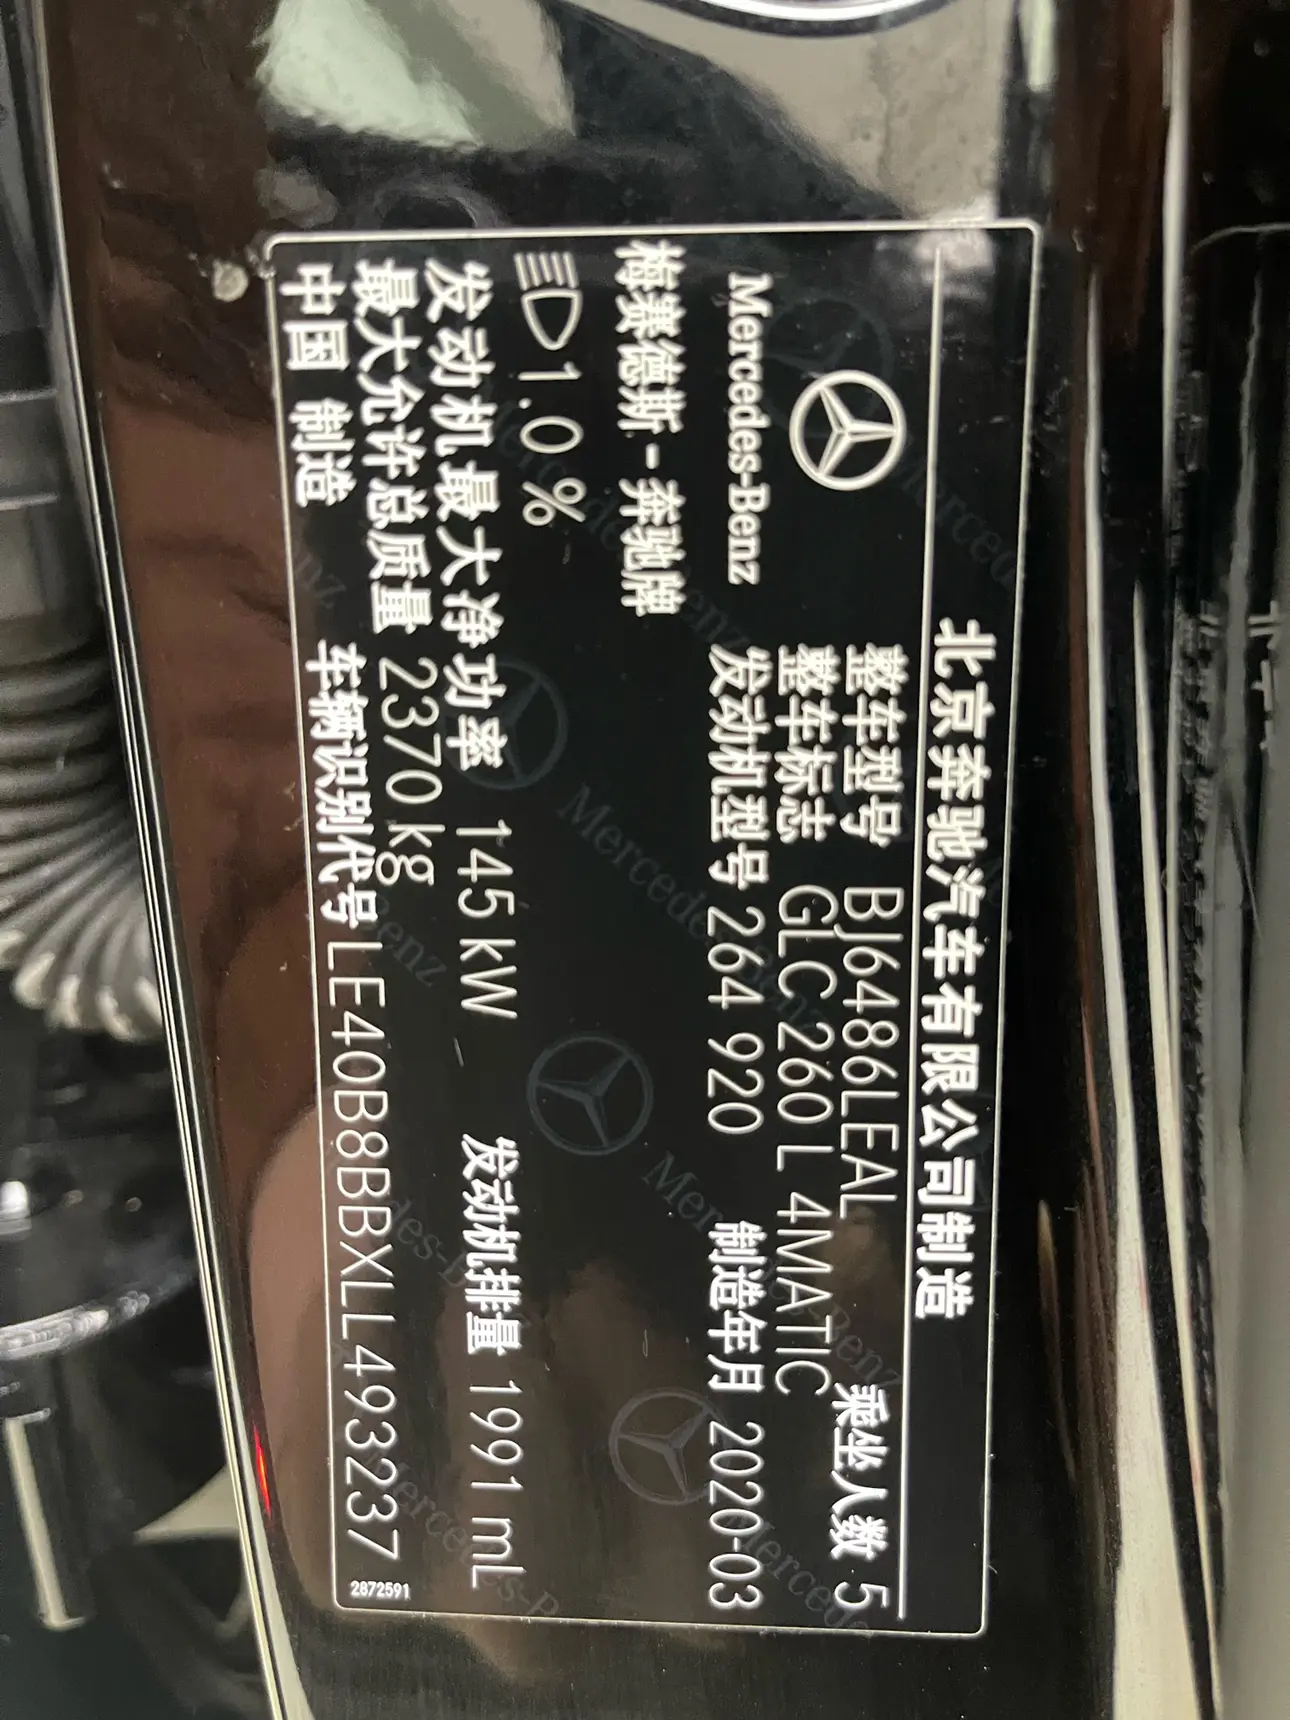 北京奔驰汽车有限公司制造
整车型号 BJ6486LEAL 乘坐人数 5
整车标志 GLC 260 L 4MATIC
Mercedes-Benz 发动机型号 264 920 制造年月 2020-03
梅赛德斯-奔驰牌
1.0%
发动机最大净功率 145 kW 发动机排量 1991 mL
最大允许总质量 2370 kg
中国 制造 车辆识别代号 LE40B8BBXLL493237
2872591